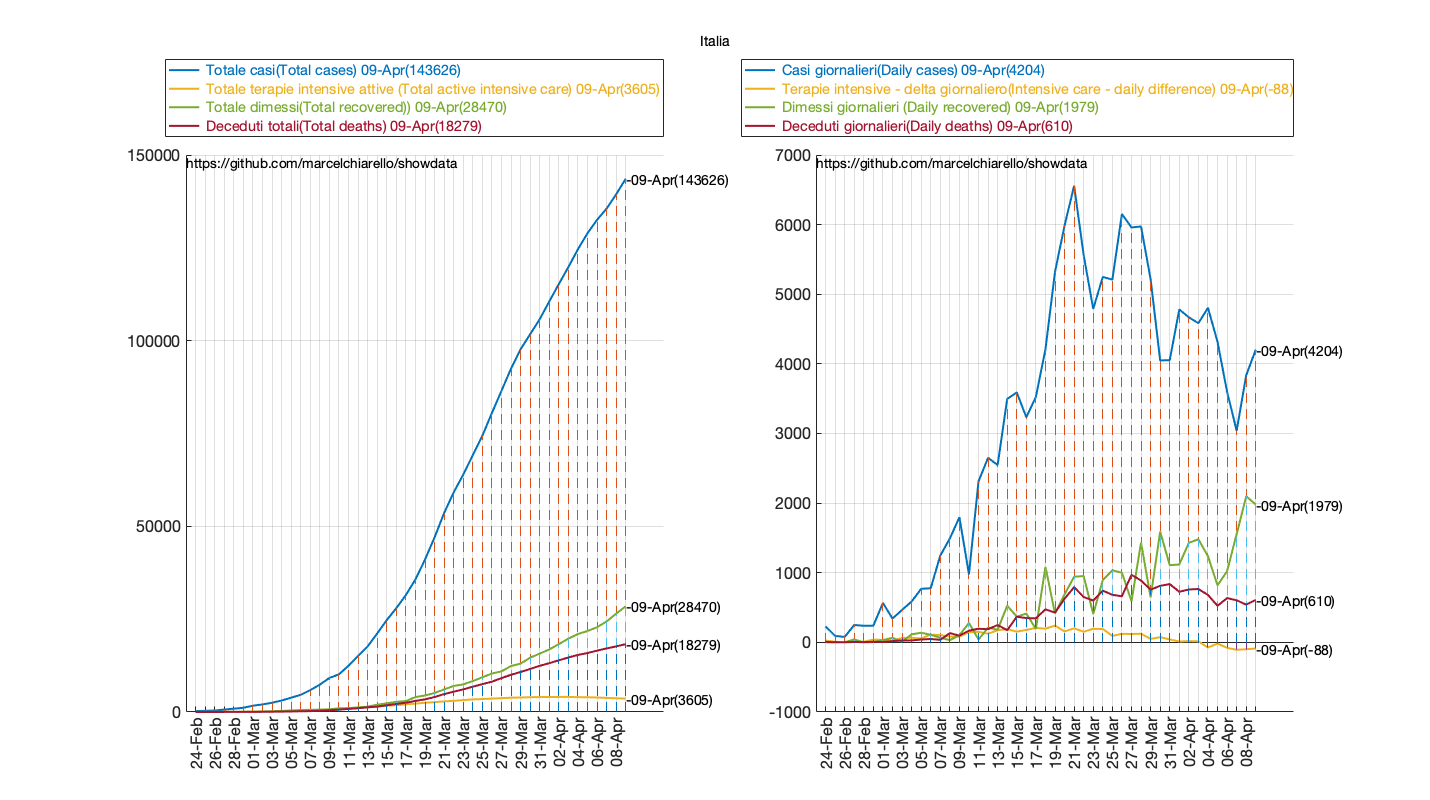 Italia
Totale casi(Total cases) 09-Apr(143626)
Totale terapie intensive attive (Total active intensive care) 09-Apr(3605)
Totale dimessi(Total recovered)) 09-Apr(28470)
Deceduti totali(Total deaths) 09-Apr(18279)
150000
https://github.com/marcelchiarello/showdata
-09-Apr(143626)
100000
50000
-09-Apr(28470)
-09-Apr(18279)
-09-Apr(3605)
0
24-Feb
26-Feb
28-Feb
01-Mar
03-Mar
05-Mar
07-Mar
09-Mar
11-Mar
13-Mar
15-Mar
17-Mar
19-Mar
21-Mar
23-Mar
25-Mar
27-Mar
29-Mar
31-Mar
02-Apr
04-Apr
06-Apr
08-Apr
Casi giornalieri(Daily cases) 09-Apr(4204)
Terapie intensive - delta giornaliero(Intensive care - daily difference) 09-Apr(-88)
Dimessi giornalieri (Daily recovered) 09-Apr(1979)
Deceduti giornalieri(Daily deaths) 09-Apr(610)
7000
https://github.com/marcelchiarello/showdata
6000
5000
4000
-09-Apr(4204)
3000
2000
-09-Apr(1979)
1000
-09-Apr(610)
0
-09-Apr(-88)
-1000
24-Feb
26-Feb
28-Feb
01-Mar
03-Mar
05-Mar
07-Mar
09-Mar
11-Mar
13-Mar
15-Mar
17-Mar
19-Mar
21-Mar
23-Mar
25-Mar
27-Mar
29-Mar
31-Mar
02-Apr
04-Apr
06-Apr
08-Apr